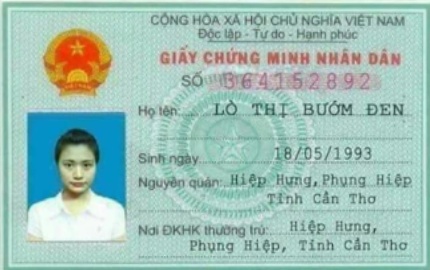 CỘNG HÒA XÃ HỘI CHỦ NGHĨA VIỆT NAM
Độc lập - Tự do - Hạnh phúc
GIẤY CHỨNG MINH NHÂN DÂN
SỐ 364152892
Họ tên: LÒ THỊ BƯỚM ĐEN
Sinh ngày 18/05/1993
Nguyên quán: Hiệp Hưng, Phụng Hiệp
Tỉnh Cần Thơ
Nơi ĐKHK thường trú: Hiệp Hưng,
Phụng Hiệp, Tỉnh Cần Thơ